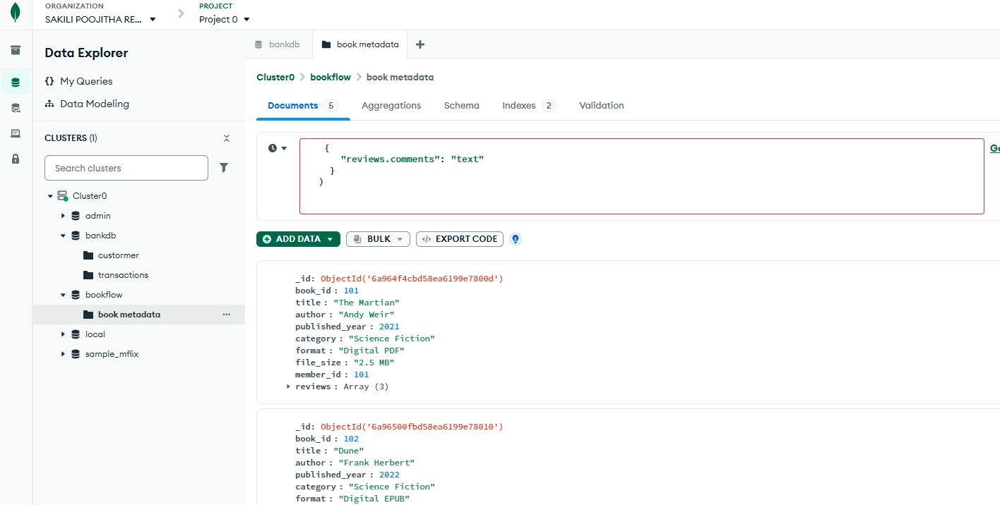 ORGANIZATION
SAKILI POOJITHA RE...
PROJECT
Project 0
Data Explorer
My Queries
Data Modeling
CLUSTERS (1)
Search clusters
Cluster0
admin
bankdb
custormer
transactions
bookflow
book metadata
local
sample_mflix
bankdb
book metadata
Cluster0 > bookflow > book metadata
Documents 5
Aggregations
Schema
Indexes 2
Validation
{
"reviews.comments": "text"
}
)
Ge
ADD DATA
BULK
EXPORT CODE
_id: ObjectId('6a964f4cbd58ea6199e7800d')
book_id : 101
title : "The Martian"
author : "Andy Weir"
published_year : 2021
category : "Science Fiction"
format : "Digital PDF"
file_size : "2.5 MB"
member_id : 101
reviews : Array (3)
_id: ObjectId('6a96500fbd58ea6199e78010')
book_id : 102
title : "Dune"
author : "Frank Herbert"
published_year : 2022
category : "Science Fiction"
format : "Digital EPUB"